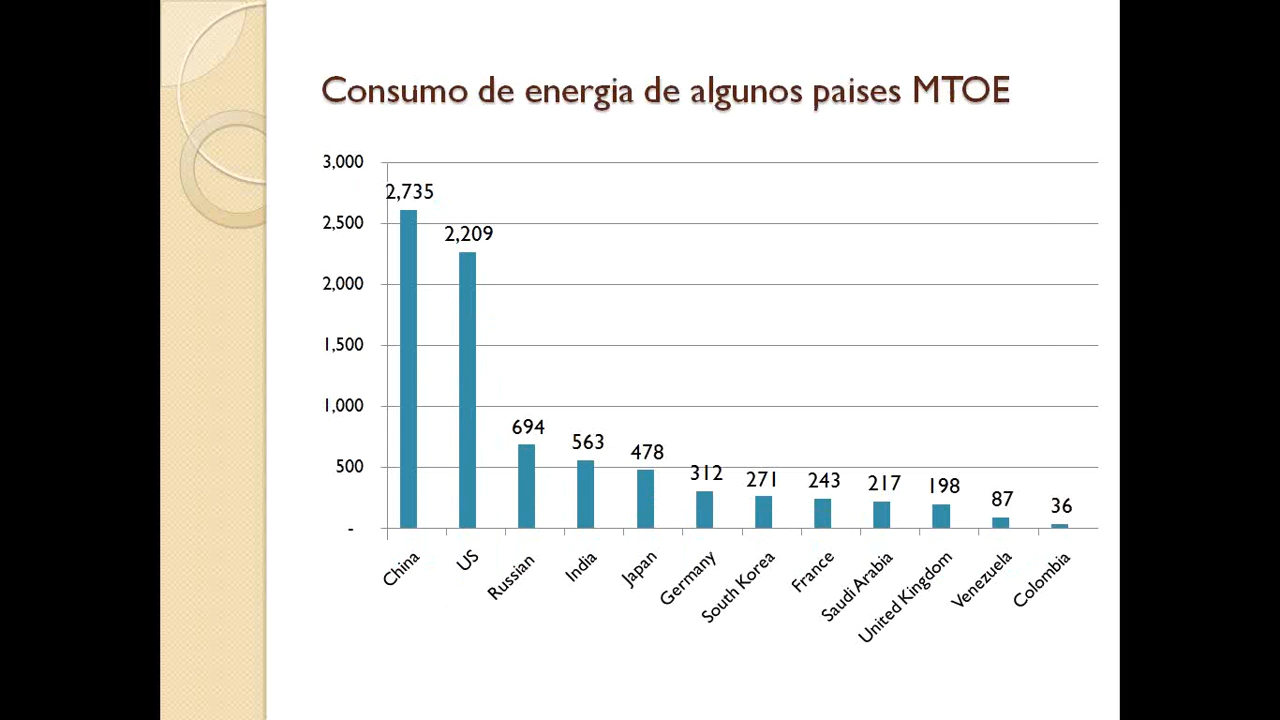 Consumo de energia de algunos paises MTOE
3,000
2,500
2,000
1,500
1,000
500
-
2,735
2,209
694
563
478
312
271
243
217
198
87
36
China
US
Russian
India
Japan
Germany
South Korea
France
Saudi Arabia
United Kingdom
Venezuela
Colombia